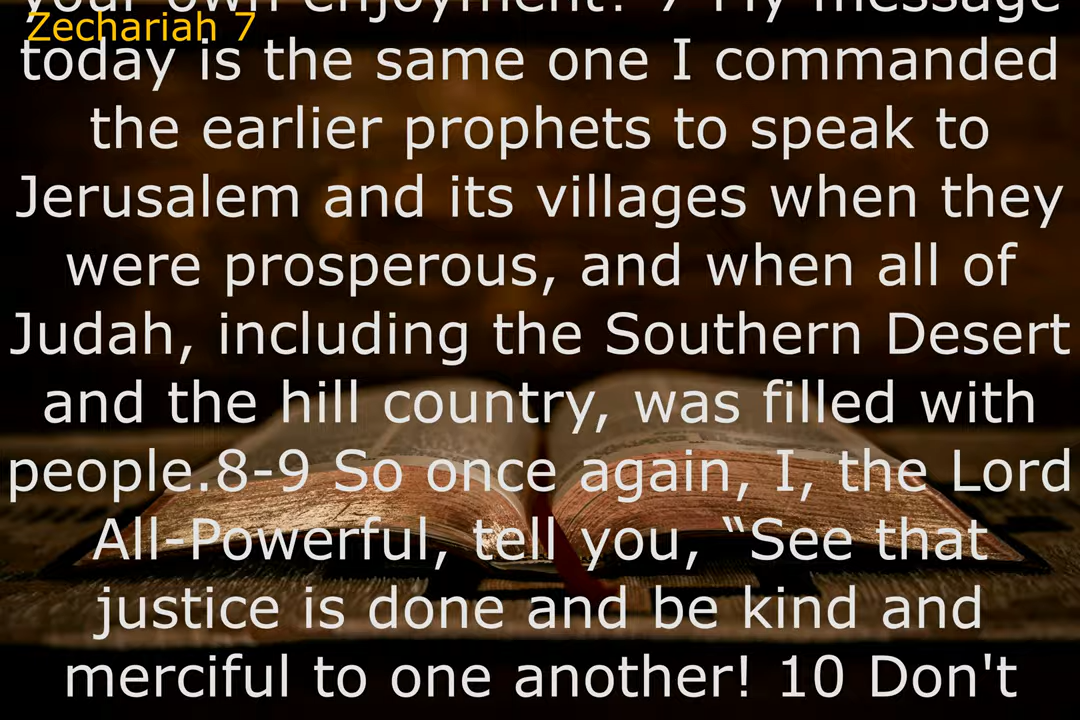 your own enjoyment? 7 My message
Zechariah 7
today is the same one I commanded
the earlier prophets to speak to
Jerusalem and its villages when they
were prosperous, and when all of
Judah, including the Southern Desert
and the hill country, was filled with
people.8-9 So once again, I, the Lord
All-Powerful, tell you, “See that
justice is done and be kind and
merciful to one another! 10 Don't